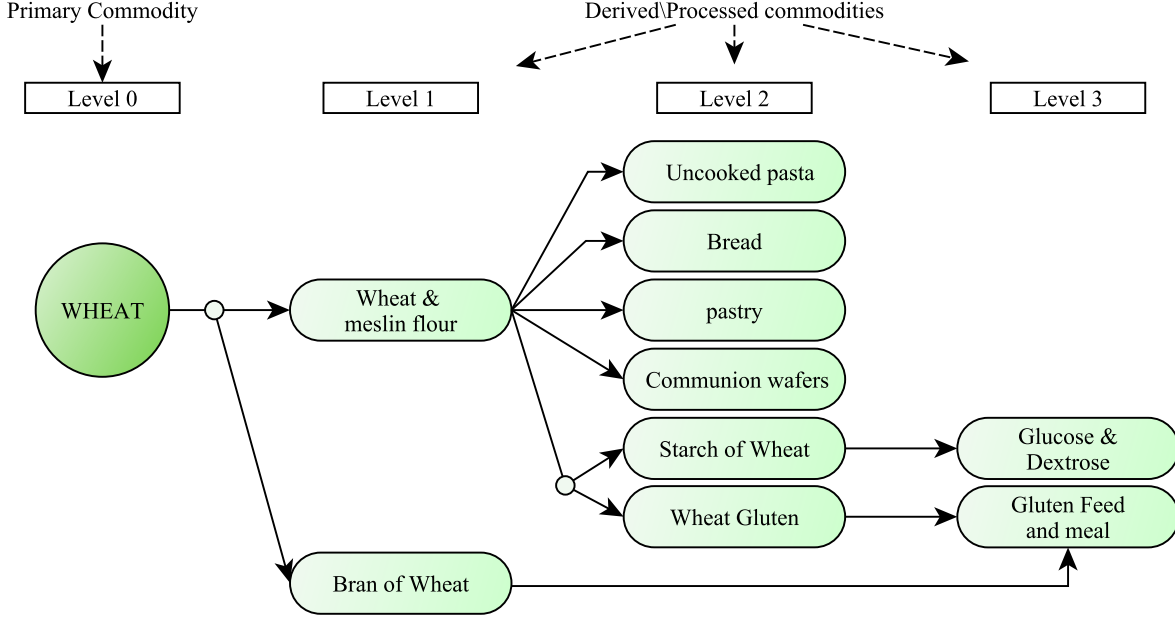 Primary Commodity
Derived\Processed commodities
Level 0
Level 1
Level 2
Level 3
Uncooked pasta
Bread
WHEAT
Wheat &
meslin flour
pastry
Communion wafers
Starch of Wheat
Glucose &
Dextrose
Wheat Gluten
Gluten Feed
and meal
Bran of Wheat